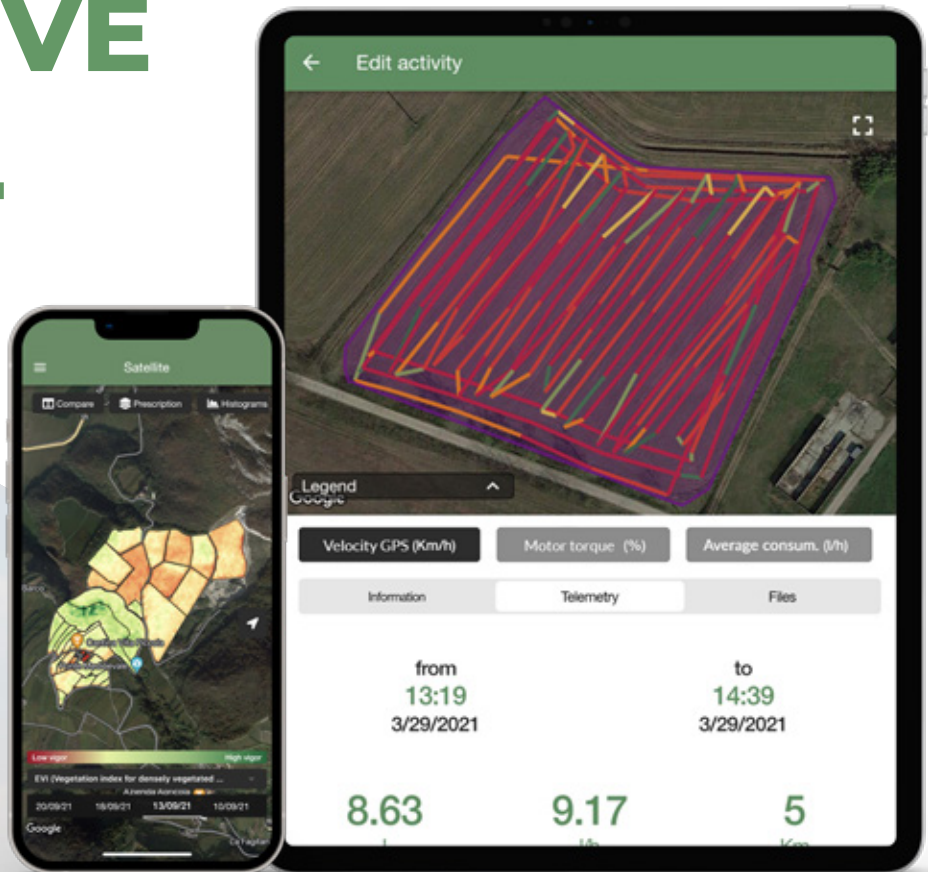 VE
Edit activity
Legend
Google
Velocity GPS (Km/h)
Motor torque (%)
Average consum. (l/h)
Information
Telemetry
Files
from
to
13:19
14:39
3/29/2021
3/29/2021
8.63
9.17
5
l/h
Km
Satellite
Compare
Prescription
Histograms
Low vigor
High vigor
EVI (Vegetation index for densely vegetated ...
Azienda Agricola
20/09/21
18/09/21
13/09/21
10/09/21
Google